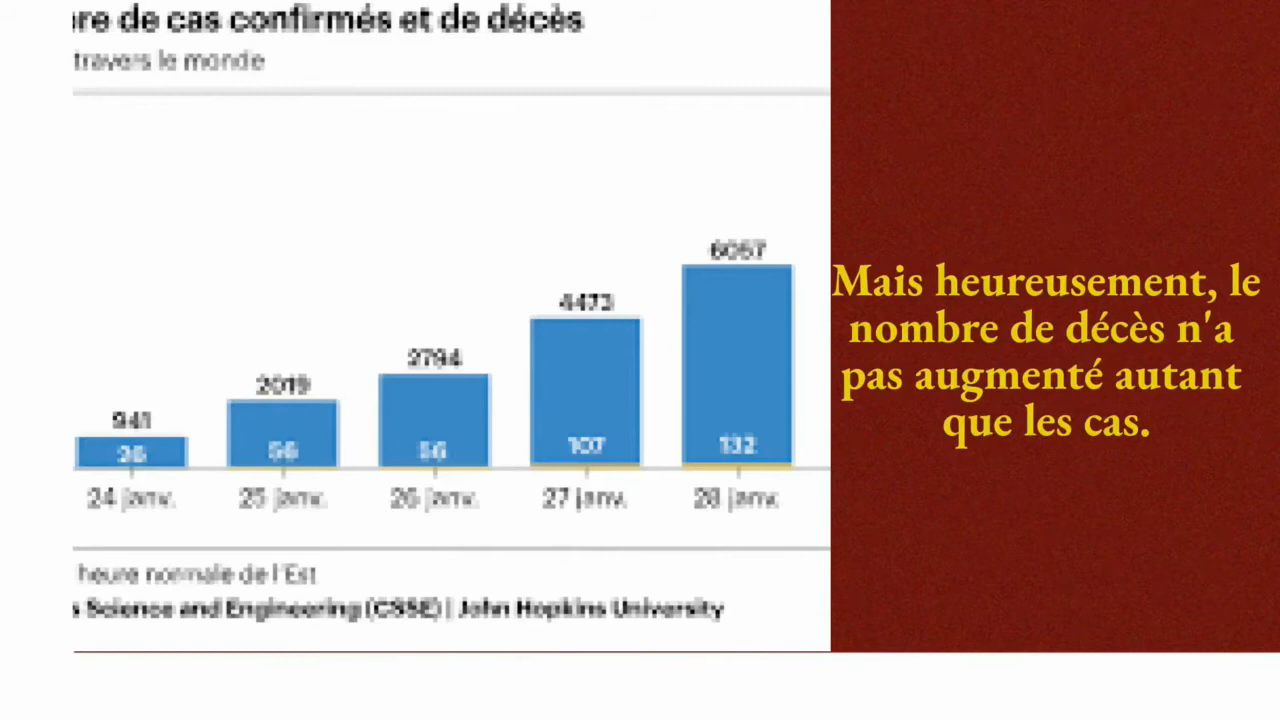 re de cas confirmés et de décès
travers le monde
6057
4473
2794
2019
941
26
56
56
107
132
24 janv.
25 janv.
26 janv.
27 janv.
28 janv.
heure normale de l'Est
s Science and Engineering (CSSE) | John Hopkins University
Mais heureusement, le
nombre de décès n'a
pas augmenté autant
que les cas.